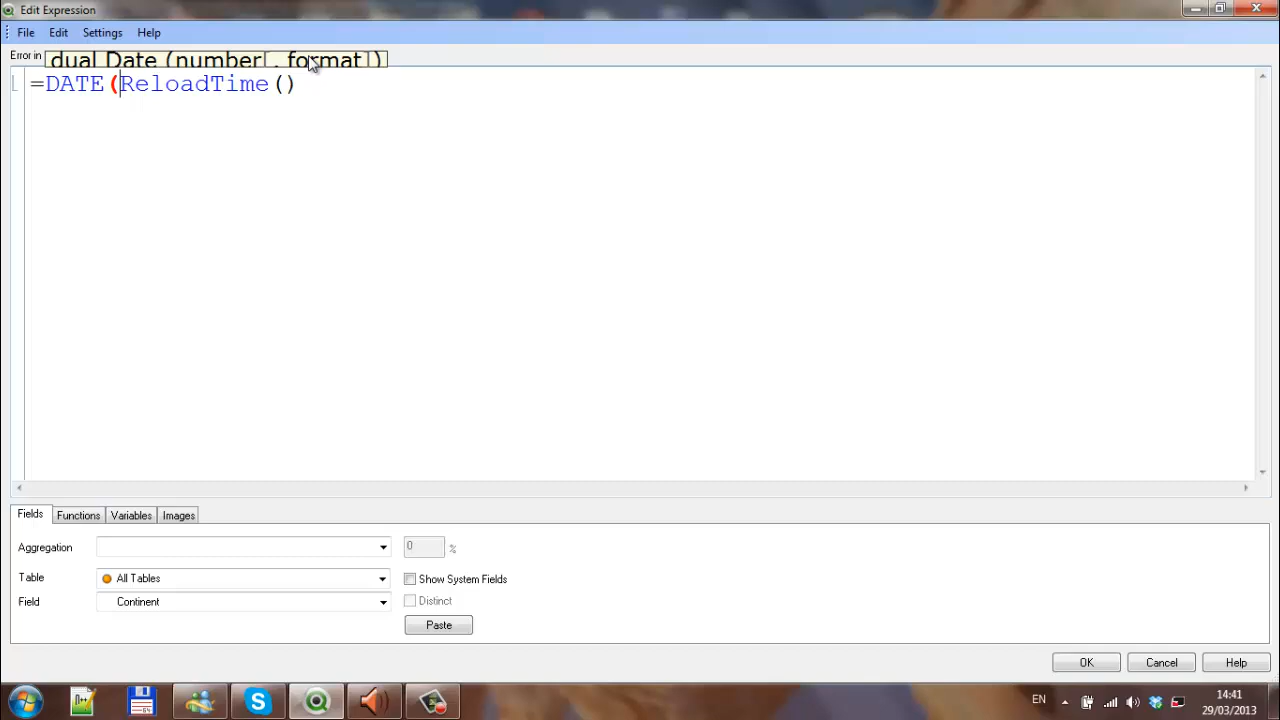 Edit Expression
File Edit Settings Help
Error in
dual Date (number[, format])
=DATE(ReloadTime()
Fields Functions Variables Images
Aggregation 0 %
Table All Tables Show System Fields
Field Continent Distinct
Paste
OK Cancel Help
EN 14:41
29/03/2013